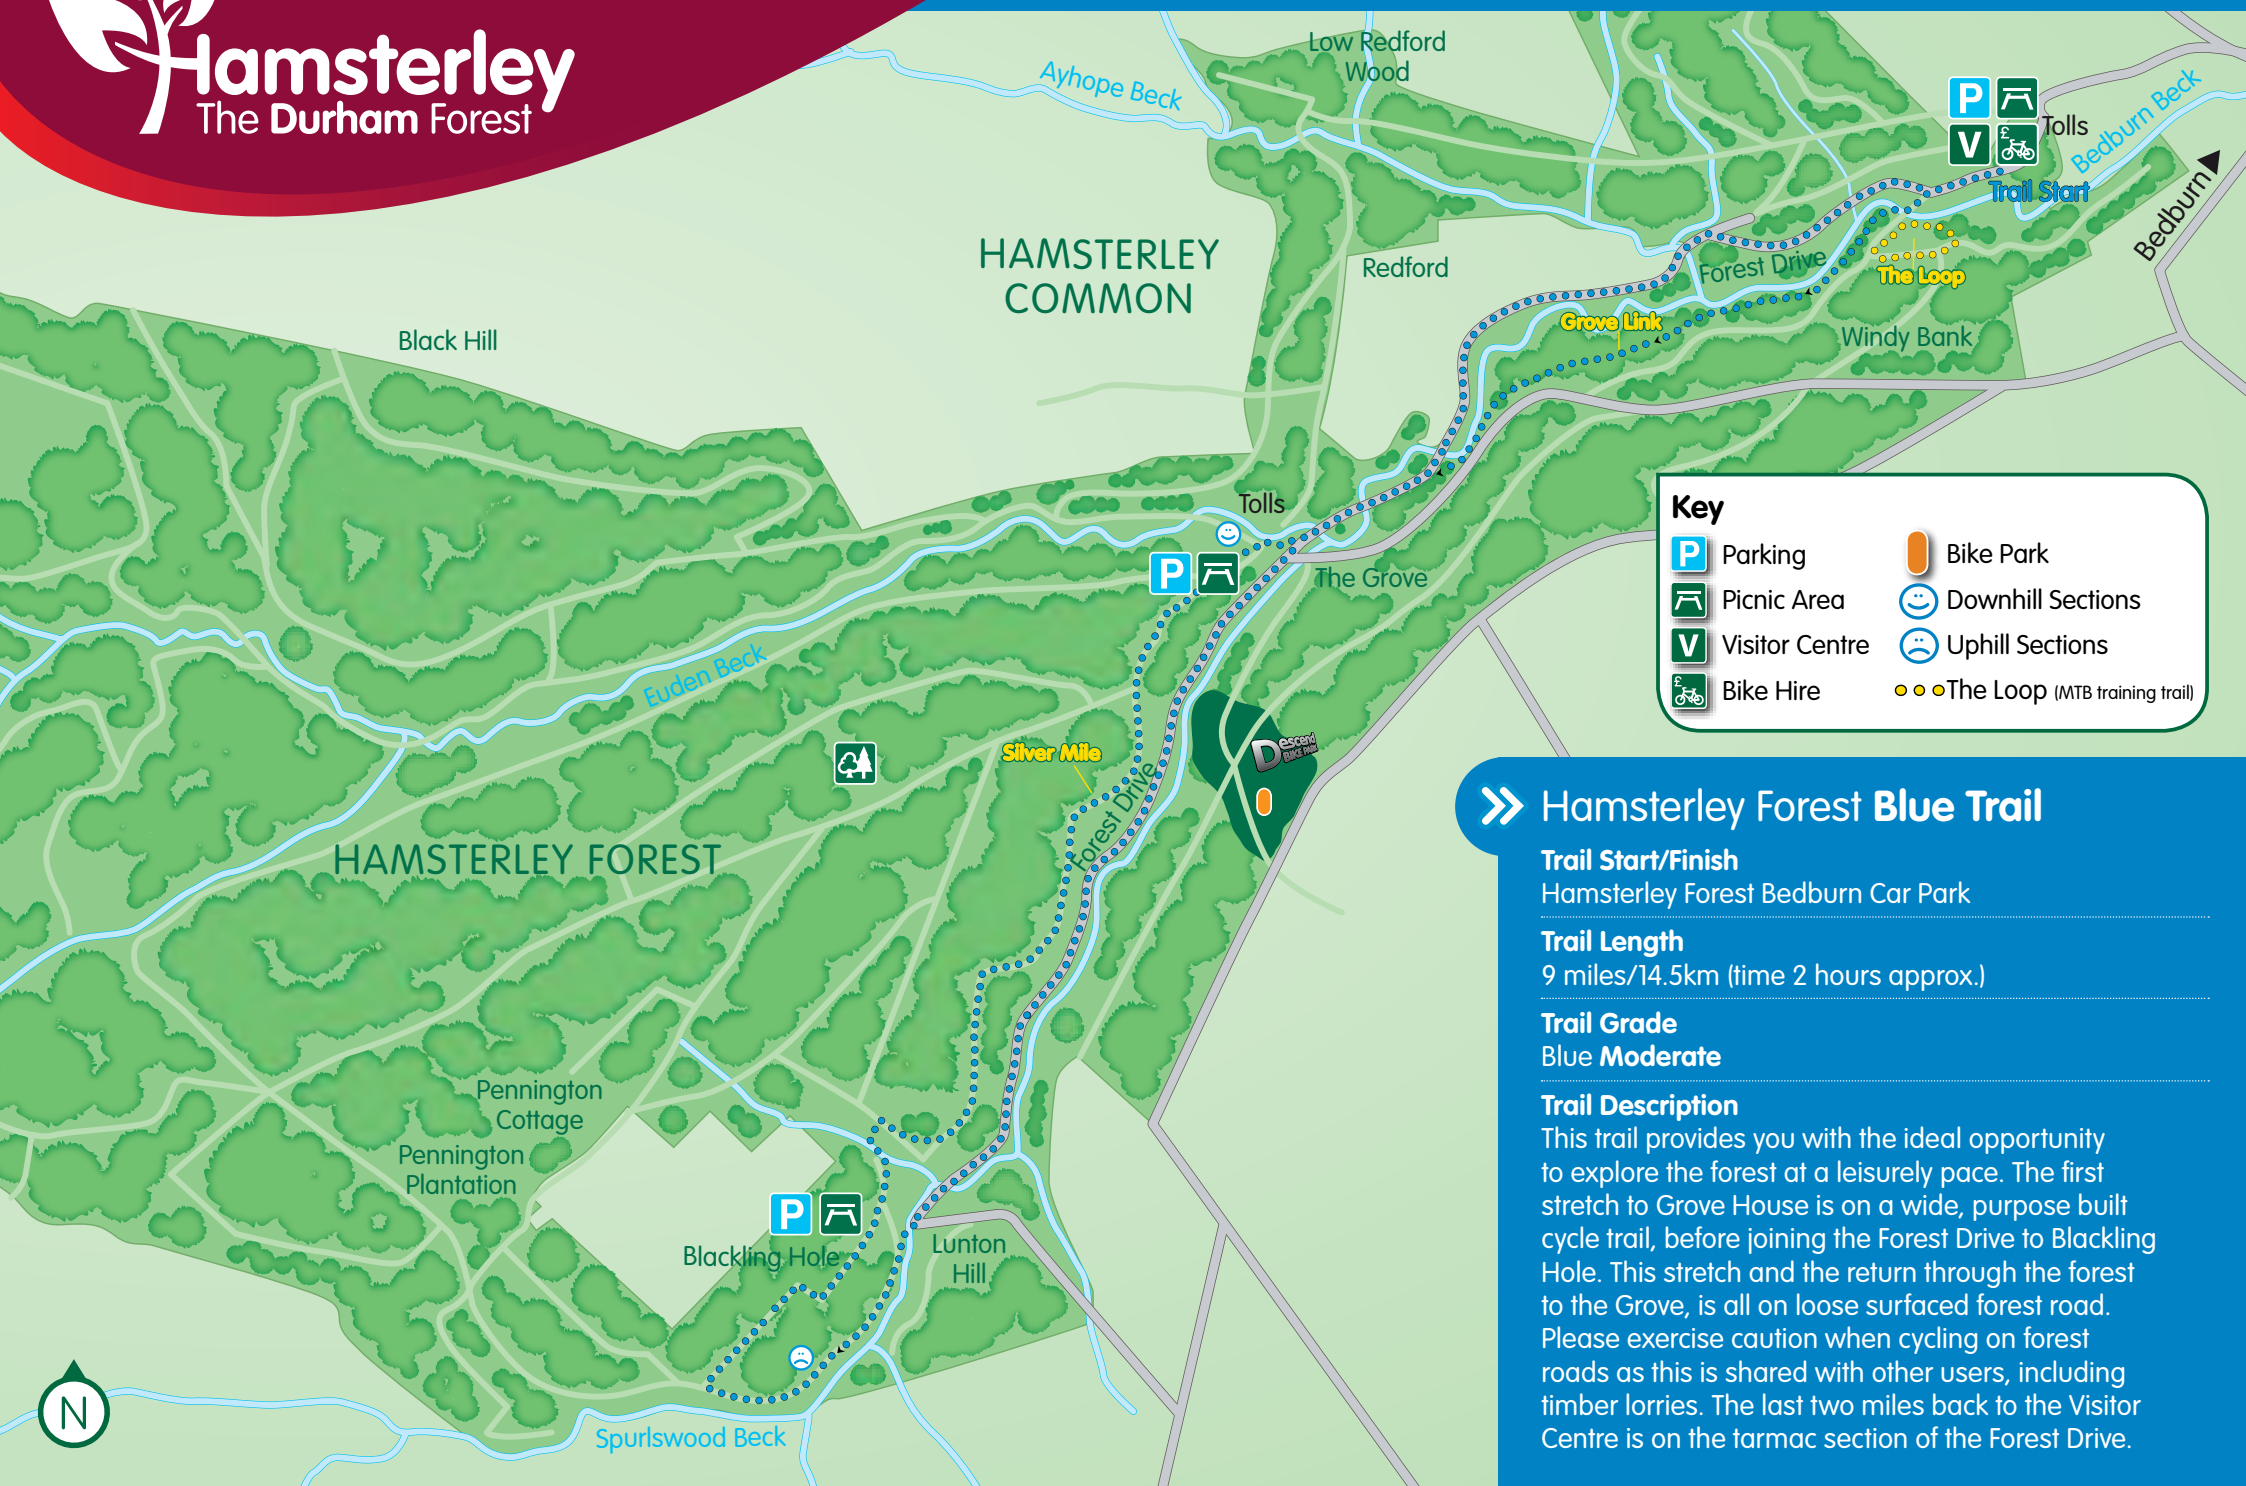 Hamsterley
The Durham Forest
Low Redford
Wood
Ayhope Beck
P
V
£
Tolls
Bedburn Beck
Trail Start
Bedburn
HAMSTERLEY
COMMON
Redford
Forest Drive
The Loop
Grove Link
Windy Bank
Black Hill
Tolls
P
The Grove
Euden Beck
Silver Mile
Forest Drive
Descend
BIKE PARK
HAMSTERLEY FOREST
Pennington
Cottage
Pennington
Plantation
P
Blackling Hole
Lunton
Hill
Spurlswood Beck
N
Key
P Parking
Picnic Area
V Visitor Centre
£ Bike Hire
Bike Park
Downhill Sections
Uphill Sections
The Loop (MTB training trail)
Hamsterley Forest Blue Trail
Trail Start/Finish
Hamsterley Forest Bedburn Car Park
Trail Length
9 miles/14.5km (time 2 hours approx.)
Trail Grade
Blue Moderate
Trail Description
This trail provides you with the ideal opportunity
to explore the forest at a leisurely pace. The first
stretch to Grove House is on a wide, purpose built
cycle trail, before joining the Forest Drive to Blackling
Hole. This stretch and the return through the forest
to the Grove, is all on loose surfaced forest road.
Please exercise caution when cycling on forest
roads as this is shared with other users, including
timber lorries. The last two miles back to the Visitor
Centre is on the tarmac section of the Forest Drive.